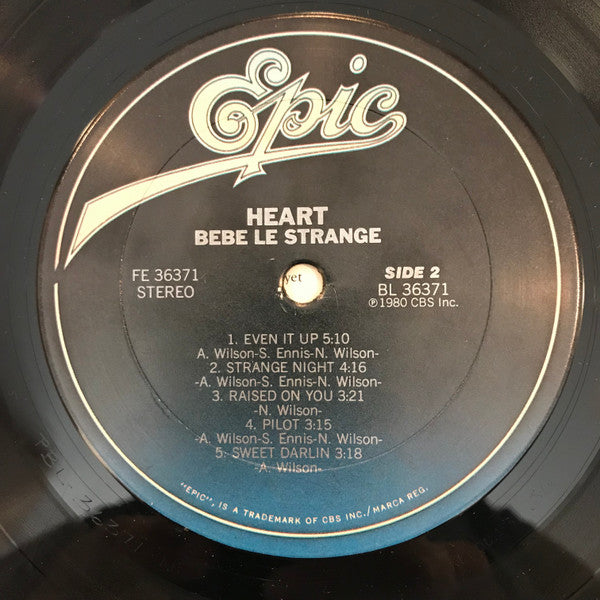 Epic
HEART
BEBE LE STRANGE
FE 36371
STEREO
yet
SIDE 2
BL 36371
℗1980 CBS Inc.
1. EVEN IT UP 5:10
A. Wilson-S. Ennis-N. Wilson-
2. STRANGE NIGHT 4:16
-A. Wilson-S. Ennis-N. Wilson-
3. RAISED ON YOU 3:21
-N. Wilson-
4. PILOT 3:15
-A. Wilson-S. Ennis-N. Wilson-
5. SWEET DARLIN 3:18
-A. Wilson-
"EPIC", IS A TRADEMARK OF CBS INC./MARCA REG.